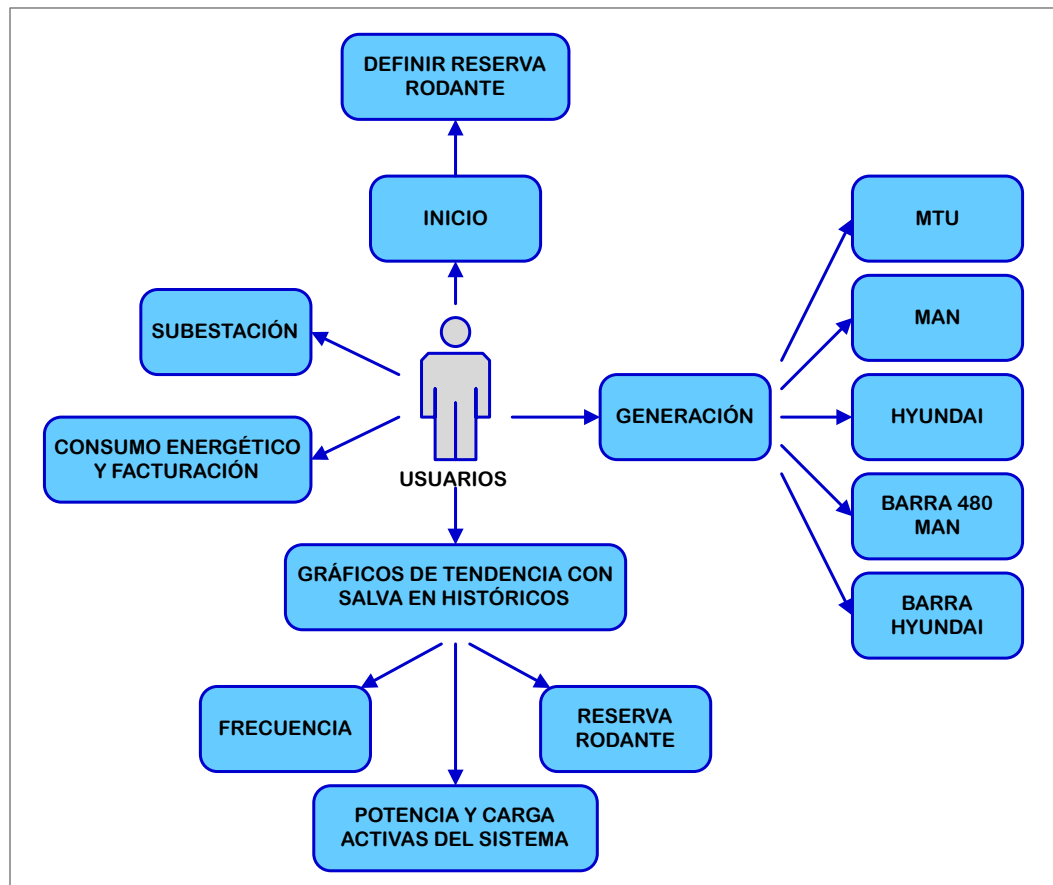 DEFINIR RESERVA
RODANTE
INICIO
MTU
SUBESTACIÓN
MAN
CONSUMO ENERGÉTICO
Y FACTURACIÓN
GENERACIÓN
HYUNDAI
USUARIOS
BARRA 480
MAN
GRÁFICOS DE TENDENCIA CON
SALVA EN HISTÓRICOS
BARRA
HYUNDAI
FRECUENCIA
RESERVA
RODANTE
POTENCIA Y CARGA
ACTIVAS DEL SISTEMA